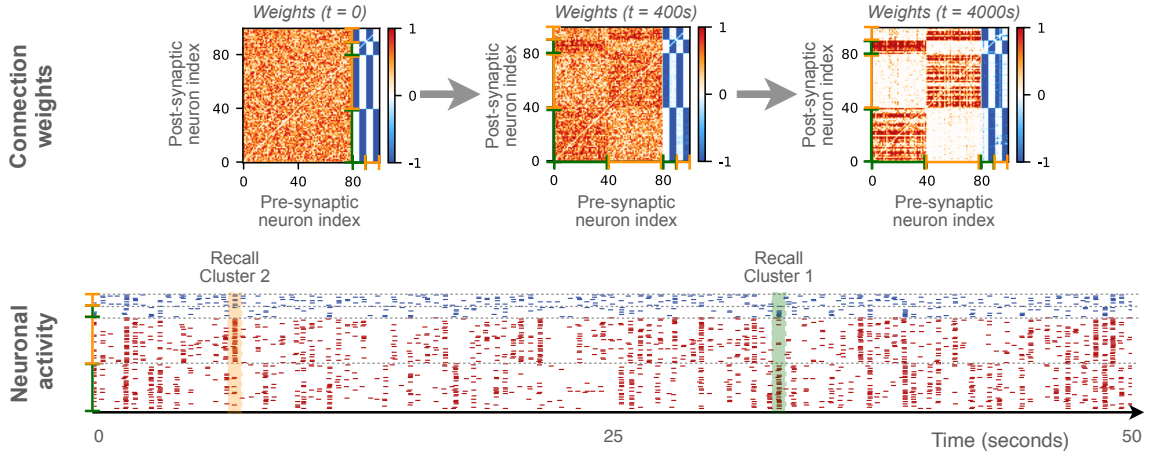 Connection
weights
Weights (t = 0)
Post-synaptic
neuron index
80
40
0
0
40
80
Pre-synaptic
neuron index
1
0
-1
Weights (t = 400s)
Post-synaptic
neuron index
80
40
0
0
40
80
Pre-synaptic
neuron index
1
0
-1
Weights (t = 4000s)
Post-synaptic
neuron index
80
40
0
0
40
80
Pre-synaptic
neuron index
1
0
-1
Neuronal
activity
Recall
Cluster 2
Recall
Cluster 1
0
25
Time (seconds)
50